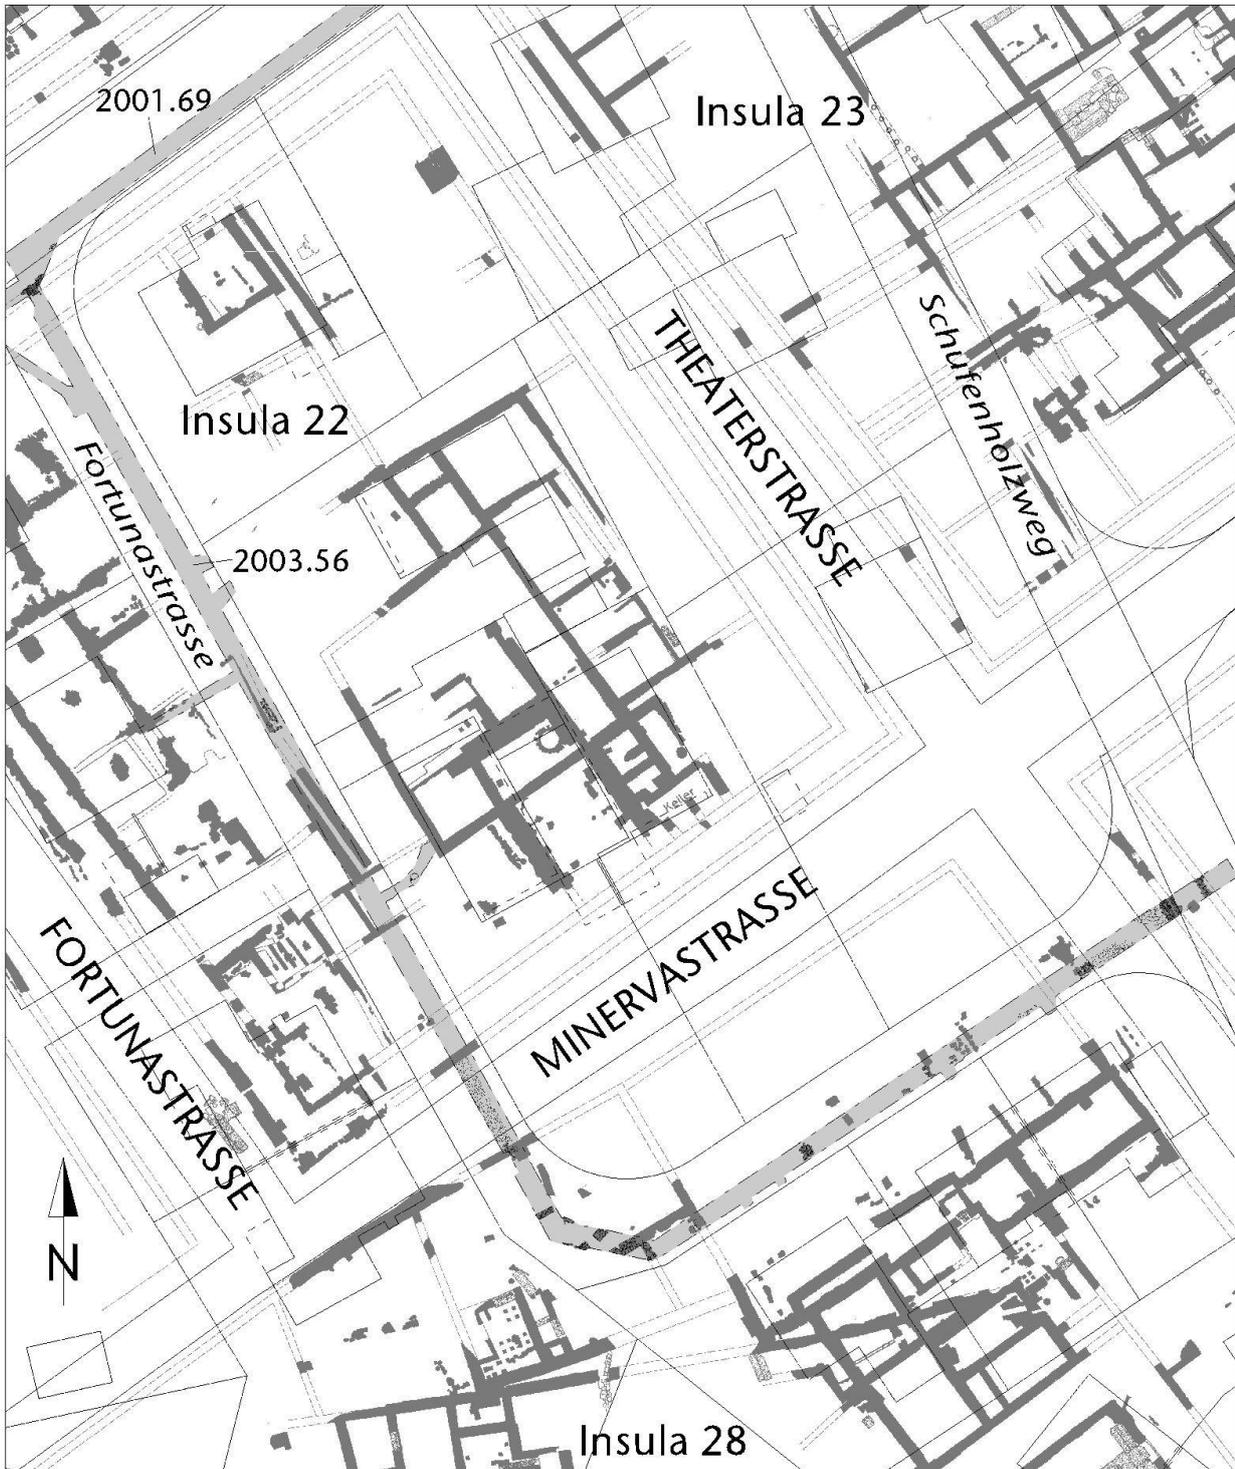 2001.69
Insula 23
Schufenholzweg
THEATERSTRASSE
Insula 22
Fortunastrasse
2003.56
Keller
MINERVASTRASSE
FORTUNASTRASSE
N
Insula 28